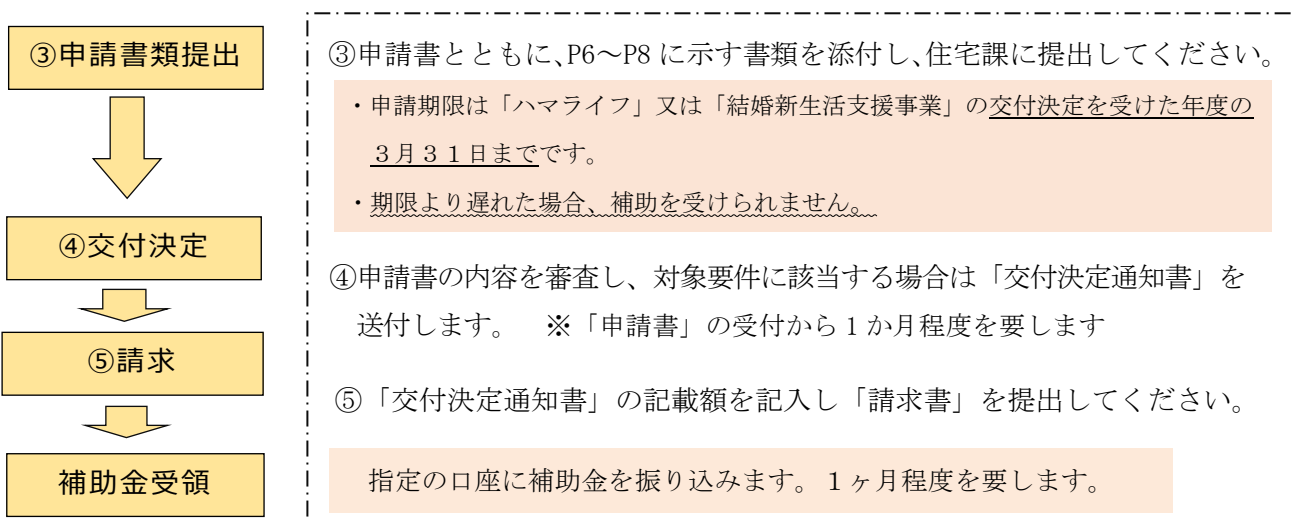 ③申請書類提出
③申請書とともに、P6～P8 に示す書類を添付し、住宅課に提出してください。
・申請期限は「ハマライフ」又は「結婚新生活支援事業」の交付決定を受けた年度の
３月３１日までです。
・期限より遅れた場合、補助を受けられません。
④交付決定
④申請書の内容を審査し、対象要件に該当する場合は「交付決定通知書」を
送付します。　※「申請書」の受付から１か月程度を要します
⑤請求
⑤「交付決定通知書」の記載額を記入し「請求書」を提出してください。
補助金受領
指定の口座に補助金を振り込みます。１ヶ月程度を要します。